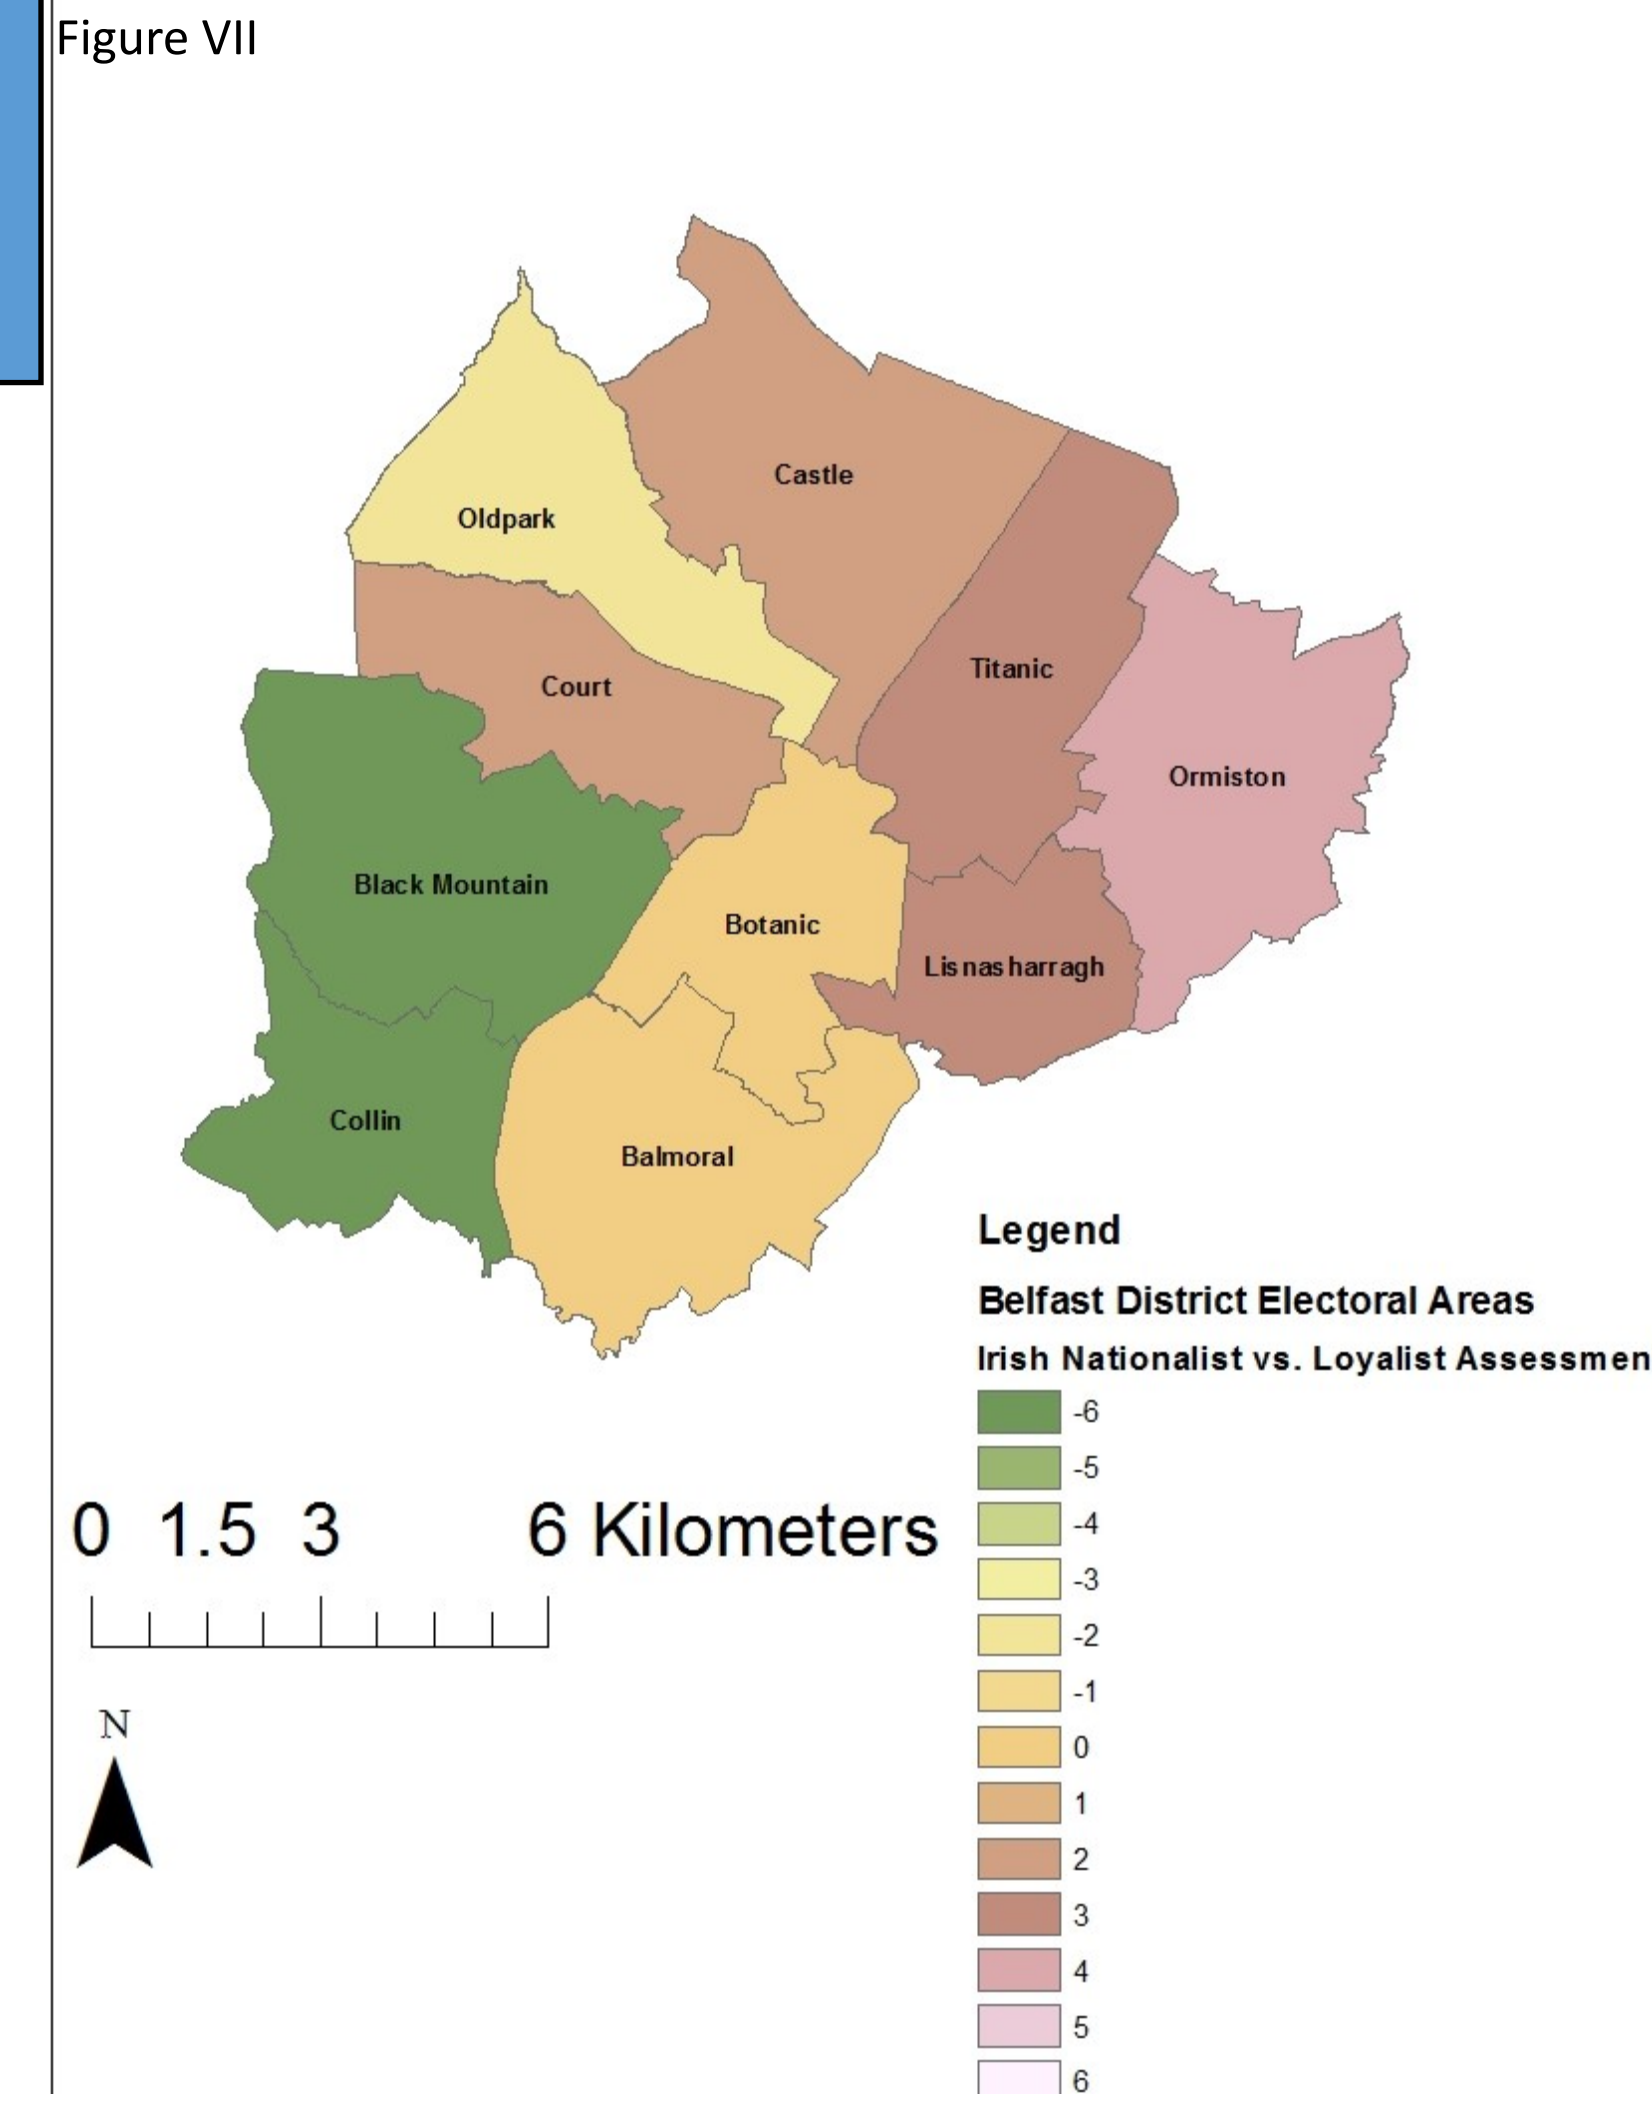 Figure VII
Castle
Oldpark
Titanic
Court
Ormiston
Black Mountain
Botanic
Lisnasharragh
Collin
Balmoral
Legend
Belfast District Electoral Areas
Irish Nationalist vs. Loyalist Assessmen
-6
-5
-4
-3
-2
-1
0
1
2
3
4
5
6
0 1.5 3 6 Kilometers
N